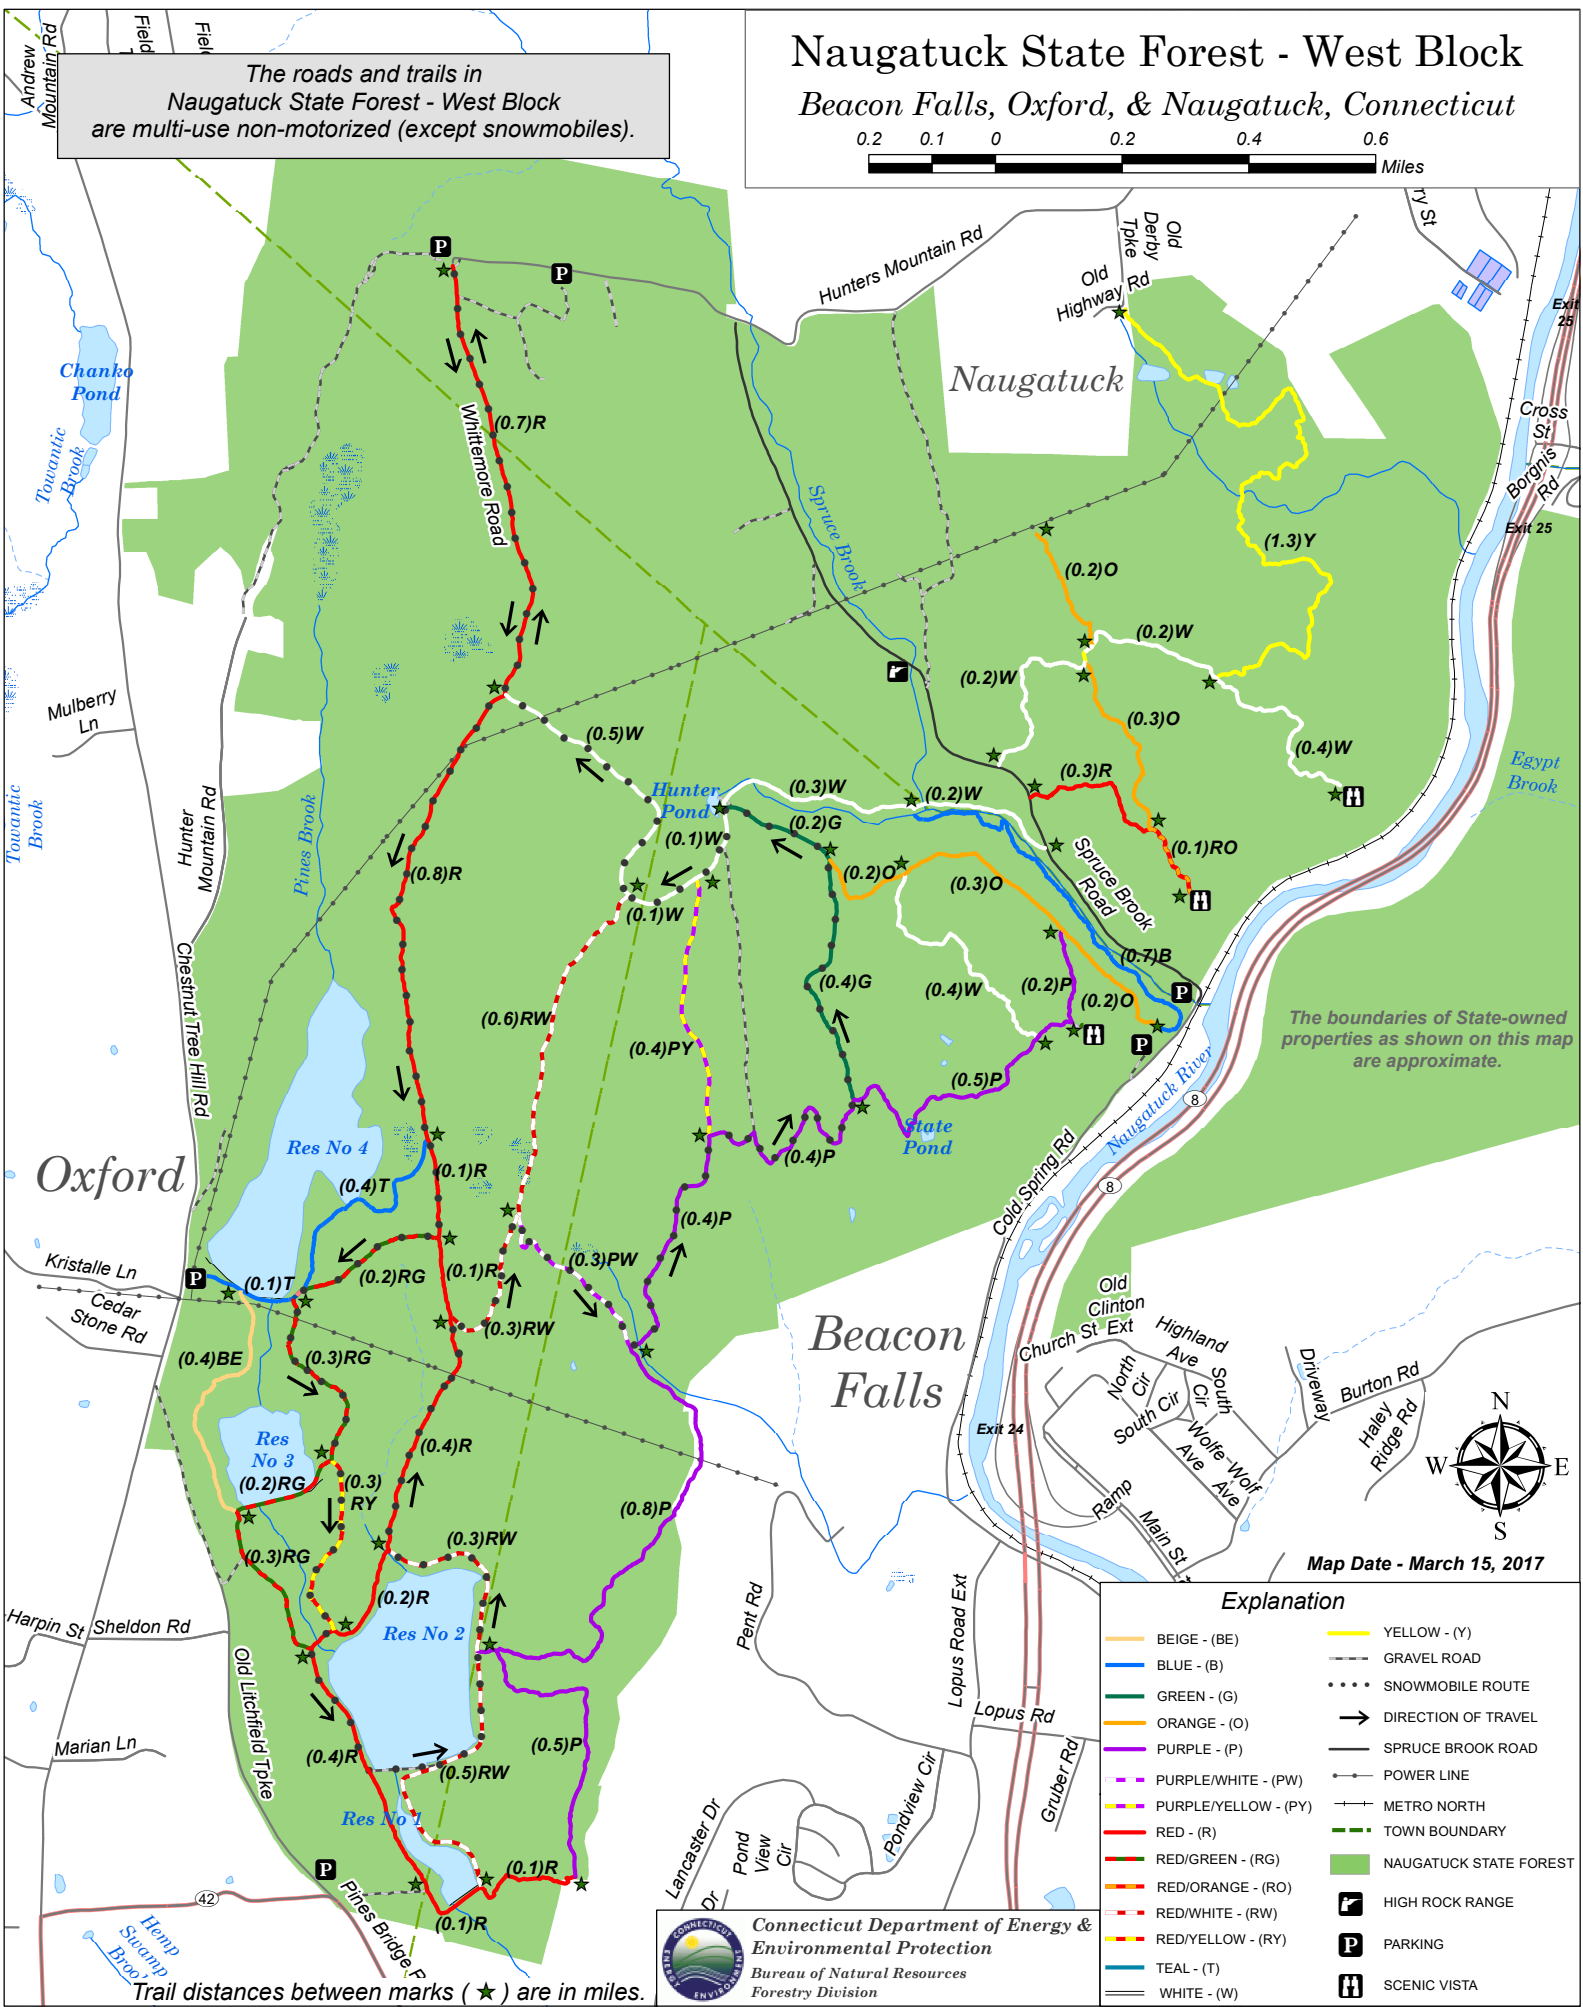 Naugatuck State Forest - West Block
Beacon Falls, Oxford, & Naugatuck, Connecticut
0.2 0.1 0 0.2 0.4 0.6
Miles
The roads and trails in
Naugatuck State Forest - West Block
are multi-use non-motorized (except snowmobiles).
Andrew
Mountain Rd
Field
Hunters Mountain Rd
Old
Derby
Tpke
Old
Highway Rd
ry St
Exit
25
P
P
Chanko
Pond
Towantic
Brook
Naugatuck
Cross
St
Borgnis
Rd
Exit 25
(0.7)R
Whittemore Road
Spruce Brook
(1.3)Y
(0.2)O
(0.2)W
(0.2)W
(0.3)O
(0.4)W
Mulberry
Ln
(0.5)W
Hunter
Pond
(0.3)W
(0.2)W
(0.3)R
Egypt
Brook
Towantic
Brook
Hunter
Mountain Rd
Pines Brook
(0.1)W
(0.2)G
(0.8)R
(0.2)O
(0.3)O
Spruce Brook
Road
(0.1)RO
(0.1)W
Chestnut Tree Hill Rd
(0.7)B
(0.4)G
(0.4)W
(0.2)P
(0.2)O
P
(0.6)RW
(0.4)PY
P
The boundaries of State-owned
properties as shown on this map
are approximate.
(0.5)P
Naugatuck River
8
State
Pond
Res No 4
Oxford
(0.4)T
(0.1)R
(0.4)P
8
Cold Spring Rd
(0.4)P
Kristalle Ln
P
(0.1)T
(0.2)RG
(0.1)R
(0.3)PW
Cedar
Stone Rd
(0.3)RW
Beacon
Falls
Old
Clinton
Church St Ext
Highland
Ave
South
Cir
North
Cir
South Cir
Wolfe
Ave
Wolf
Ave
Driveway
Burton Rd
Haley
Ridge Rd
(0.4)BE
(0.3)RG
Res
No 3
(0.4)R
Exit 24
N
W E
S
(0.2)RG
(0.3)
RY
(0.8)P
Ramp
Main St
(0.3)RG
(0.3)RW
Map Date - March 15, 2017
(0.2)R
Res No 2
Harpin St
Sheldon Rd
Pent Rd
Lopus Road Ext
Old Litchfield Tpke
Lopus Rd
Marian Ln
(0.4)R
(0.5)RW
(0.5)P
Gruber Rd
Pondview Cir
Lancaster Dr
Pond
View
Cir
Dr
Res No 1
P
(0.1)R
42
(0.1)R
Pines Bridge R
Hemp
Swamp
Broo
Trail distances between marks ( ★ ) are in miles.
CONNECTICUT
ENERGY
ENVIRONMENT
Connecticut Department of Energy &
Environmental Protection
Bureau of Natural Resources
Forestry Division
Explanation
BEIGE - (BE)
BLUE - (B)
GREEN - (G)
ORANGE - (O)
PURPLE - (P)
PURPLE/WHITE - (PW)
PURPLE/YELLOW - (PY)
RED - (R)
RED/GREEN - (RG)
RED/ORANGE - (RO)
RED/WHITE - (RW)
RED/YELLOW - (RY)
TEAL - (T)
WHITE - (W)
YELLOW - (Y)
GRAVEL ROAD
SNOWMOBILE ROUTE
DIRECTION OF TRAVEL
SPRUCE BROOK ROAD
POWER LINE
METRO NORTH
TOWN BOUNDARY
NAUGATUCK STATE FOREST
HIGH ROCK RANGE
P
PARKING
SCENIC VISTA